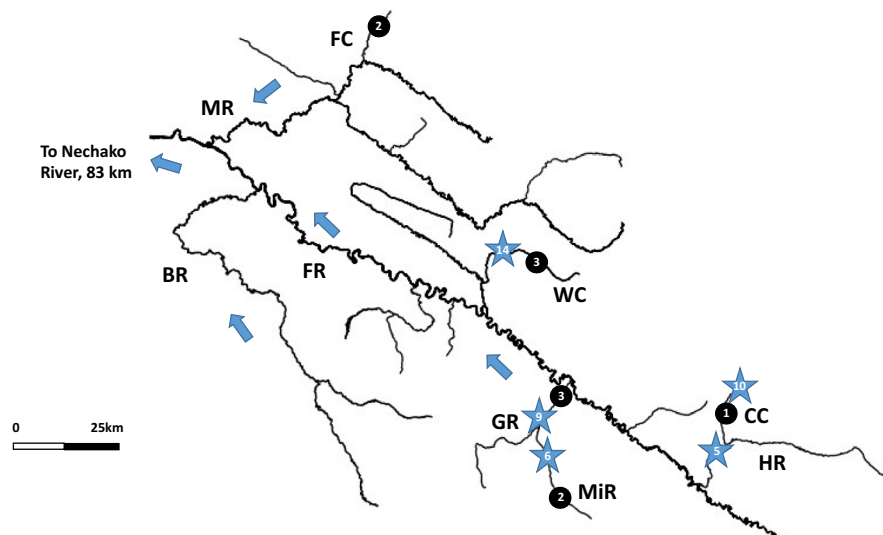 2
FC
MR
To Nechako
River, 83 km
14
3
BR
FR
WC
10
3
1
CC
9
GR
0 25km
5
HR
6
2
MiR